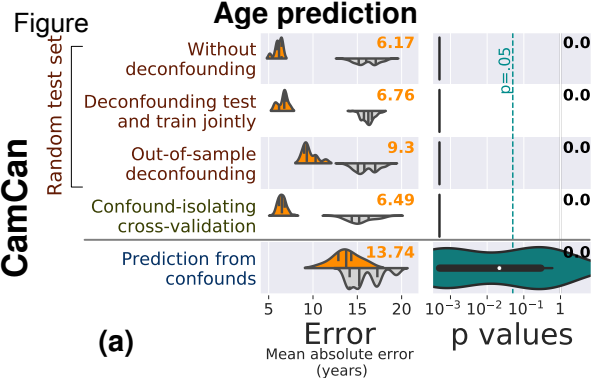 Figure
Age prediction
CamCan
Random test set
Without
deconfounding
6.17
0.0
Deconfounding test
and train jointly
6.76
0.0
Out-of-sample
deconfounding
9.3
0.0
Confound-isolating
cross-validation
6.49
0.0
Prediction from
confounds
13.74
0.0
p=.05
5 10 15 20
10⁻³ 10⁻² 10⁻¹ 1
Error
Mean absolute error
(years)
p values
(a)